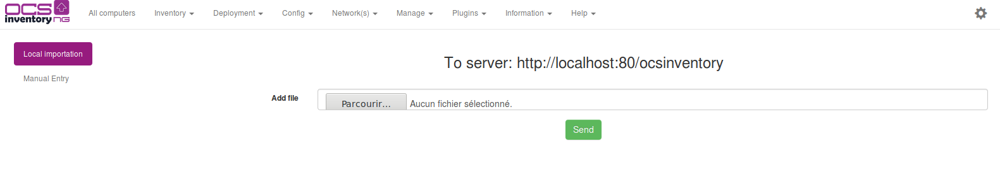 OCS
inventory NG
All computers Inventory Deployment Config Network(s) Manage Plugins Information Help
Local importation
Manual Entry
To server: http://localhost:80/ocsinventory
Add file Parcourir... Aucun fichier sélectionné.
Send